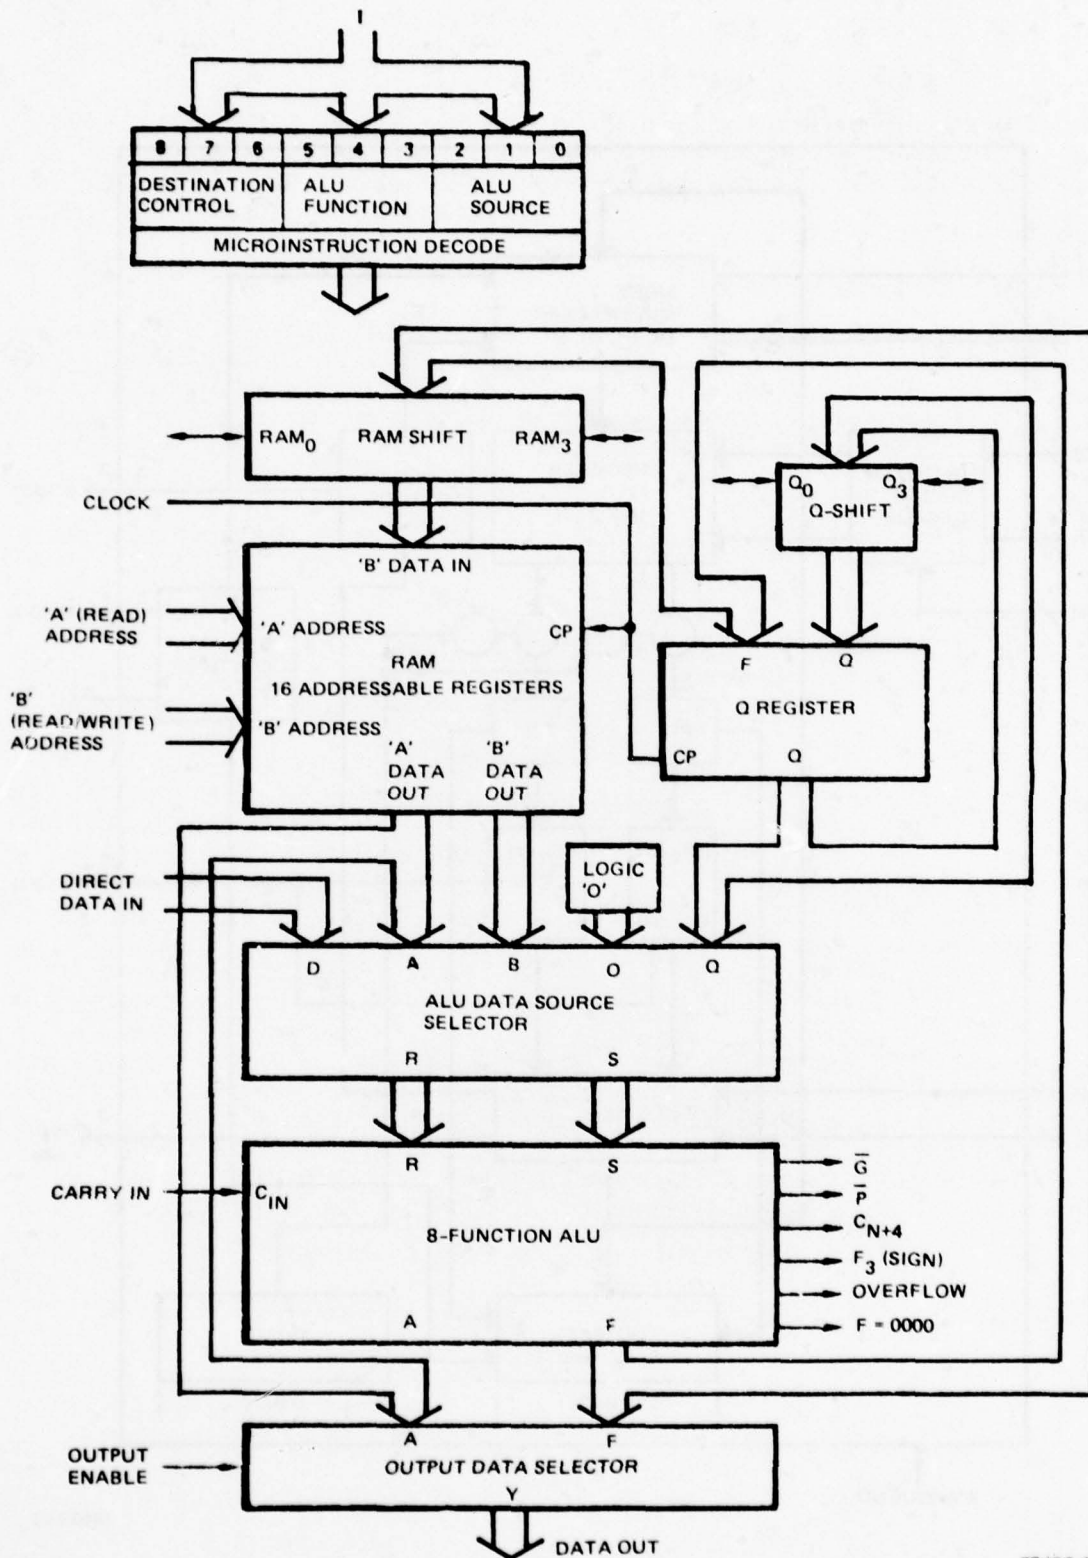 I
8 7 6 5 4 3 2 1 0
DESTINATION CONTROL
ALU FUNCTION
ALU SOURCE
MICROINSTRUCTION DECODE
RAM0 RAM SHIFT RAM3
Q0 Q3
Q-SHIFT
CLOCK
'B' DATA IN
'A' (READ) ADDRESS
'A' ADDRESS
CP
RAM
16 ADDRESSABLE REGISTERS
'B' (READ/WRITE) ADDRESS
'B' ADDRESS
'A' DATA OUT
'B' DATA OUT
F Q
Q REGISTER
CP Q
LOGIC 'O'
DIRECT DATA IN
D A B O Q
ALU DATA SOURCE SELECTOR
R S
R S
CARRY IN
CIN
8-FUNCTION ALU
G̅
P̅
CN+4
F3 (SIGN)
OVERFLOW
F = 0000
A F
A F
OUTPUT ENABLE
OUTPUT DATA SELECTOR
Y
DATA OUT